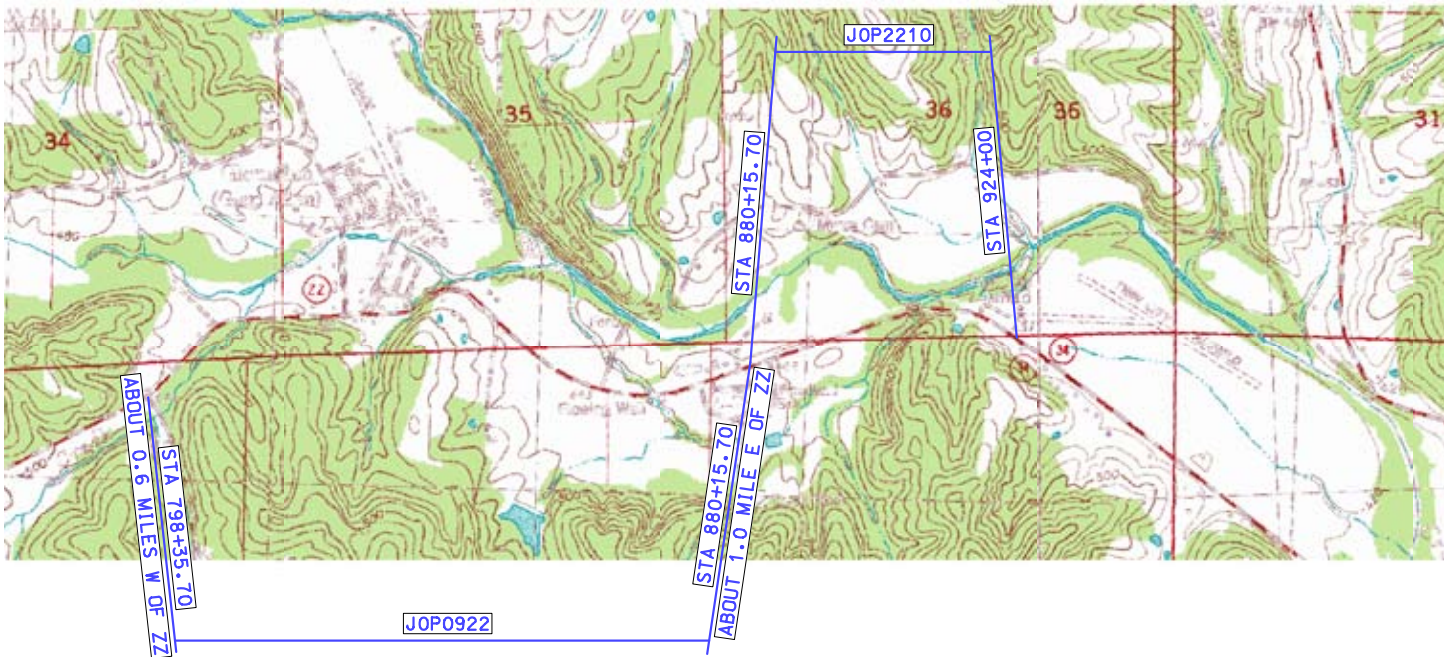 J0P2210
34
35
36
36
31
STA 880+15.70
STA 924+00
22
34
ABOUT 0.6 MILES W OF ZZ
STA 798+35.70
STA 880+15.70
ABOUT 1.0 MILE E OF ZZ
J0P0922